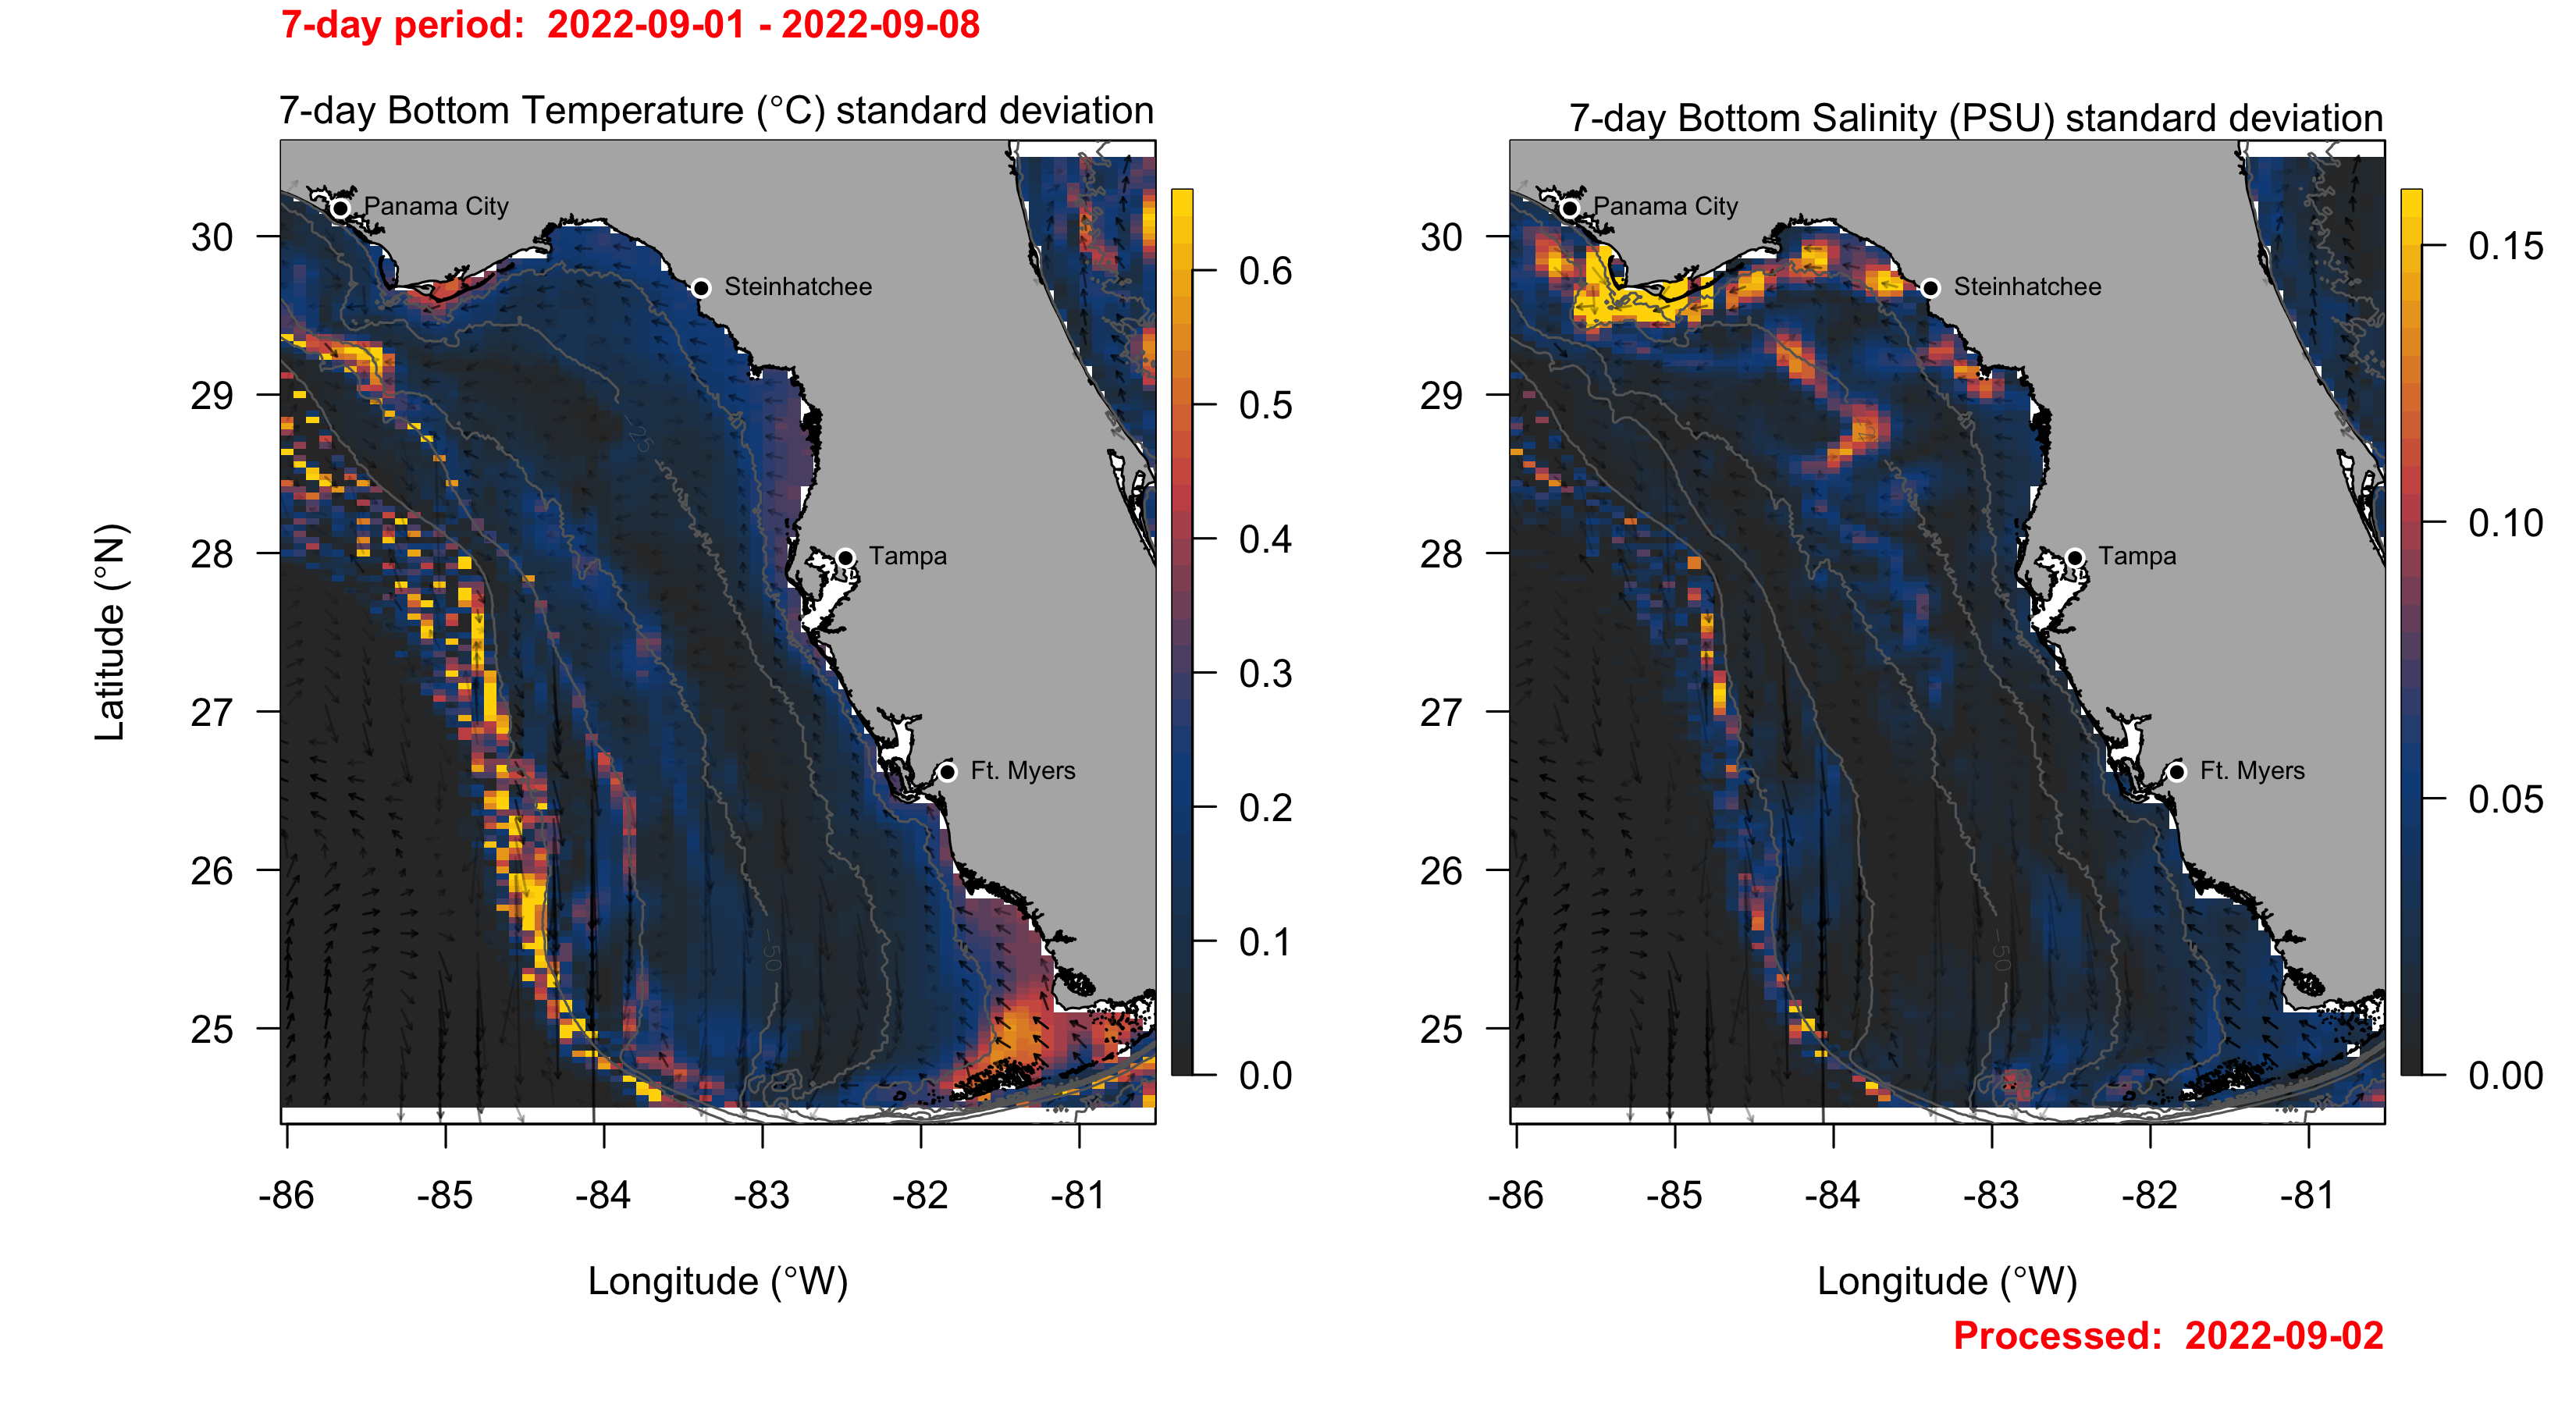 7-day period:  2022-09-01 - 2022-09-08
7-day Bottom Temperature (°C) standard deviation
7-day Bottom Salinity (PSU) standard deviation
Panama City
Steinhatchee
Tampa
Ft. Myers
-25
-50
30
29
28
27
26
25
Latitude (°N)
-86 -85 -84 -83 -82 -81
Longitude (°W)
0.6
0.5
0.4
0.3
0.2
0.1
0.0
Panama City
Steinhatchee
Tampa
Ft. Myers
-50
30
29
28
27
26
25
-86 -85 -84 -83 -82 -81
Longitude (°W)
0.15
0.10
0.05
0.00
Processed:  2022-09-02